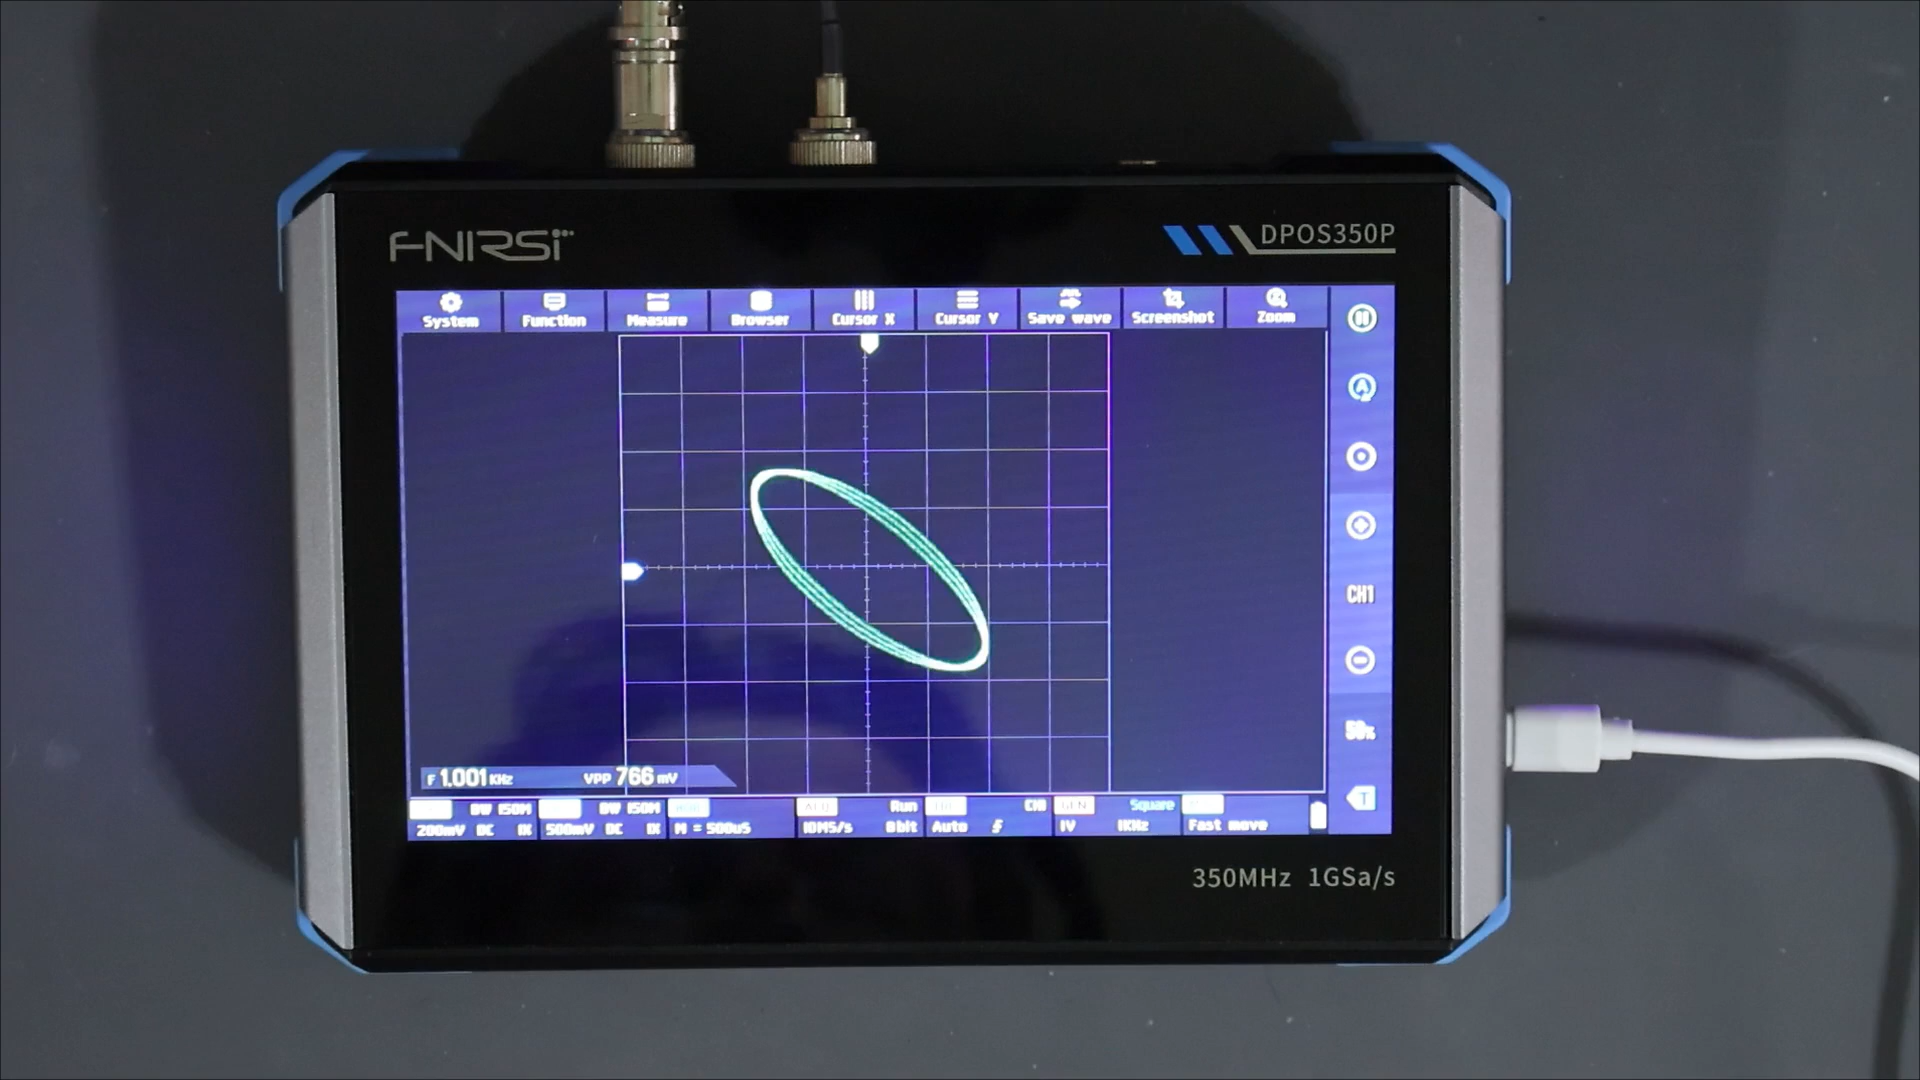 FNIRSI
DPOS350P
System Function Measure Browser Cursor X Cursor Y Save wave Screenshot Zoom
A
CH1
50%
T
F 1.001 KHz VPP 766 mV
BW 150M BW 150M Run CH1 GEN Square
200mV DC 1X 500mV DC 1X M = 500uS 10MS/s 8bit Auto 1V 1KHz Fast move
350MHz 1GSa/s